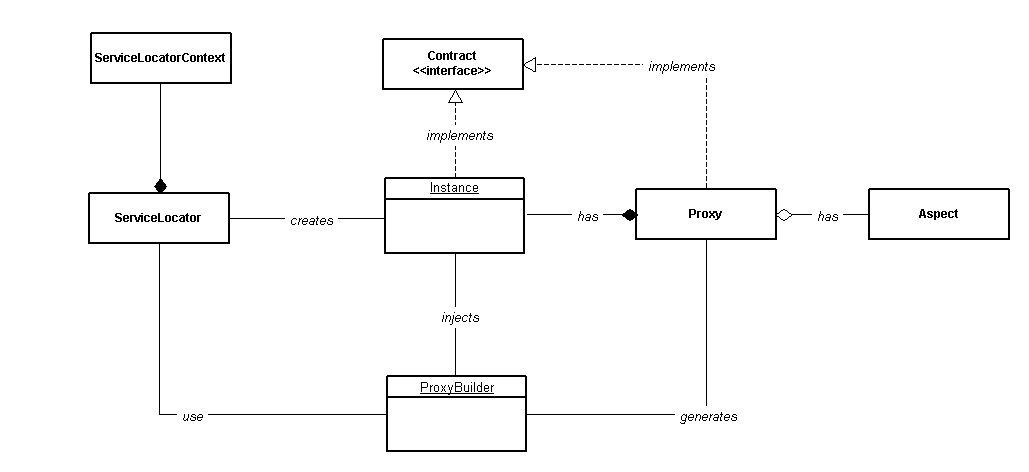 ServiceLocatorContext
Contract
<<interface>>
implements
implements
Instance
ServiceLocator
creates
has
Proxy
has
Aspect
injects
ProxyBuilder
use
generates